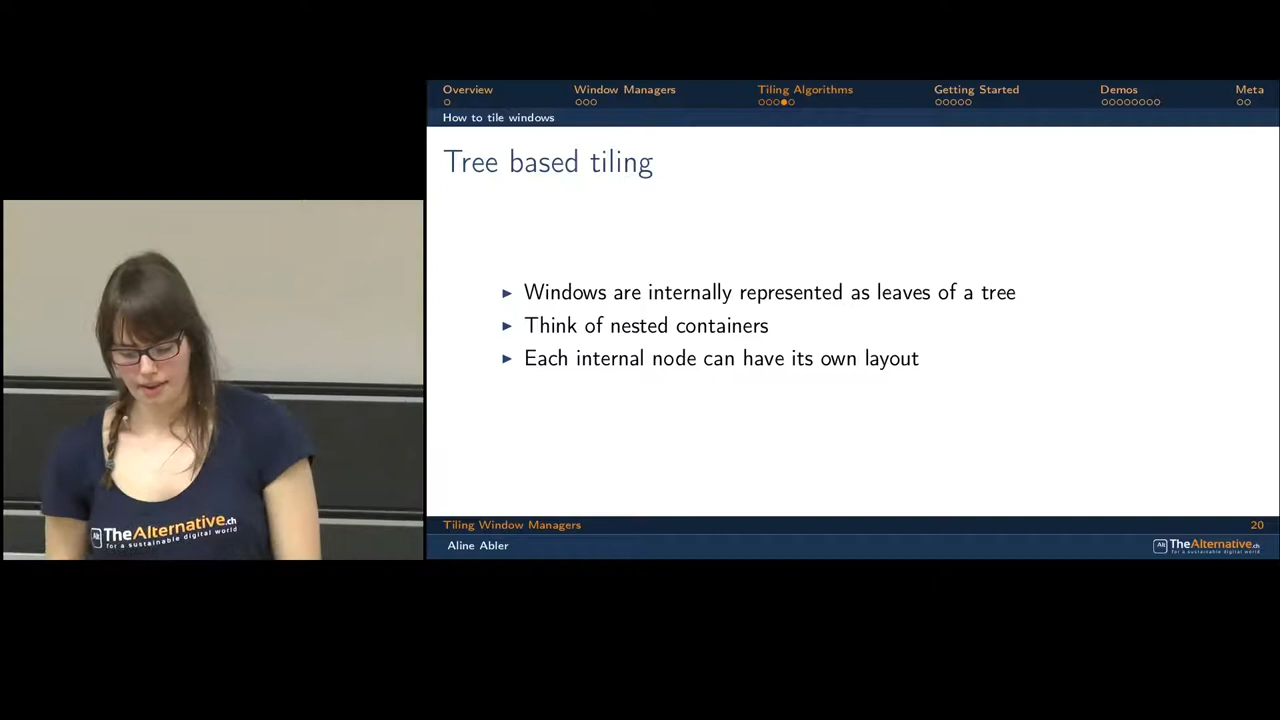 Overview Window Managers Tiling Algorithms Getting Started Demos Meta
How to tile windows
Tree based tiling
Windows are internally represented as leaves of a tree
Think of nested containers
Each internal node can have its own layout
Tiling Window Managers 20
Aline Abler
Alt TheAlternative.ch
for a sustainable digital world
Alt TheAlternative.ch
for a sustainable digital world